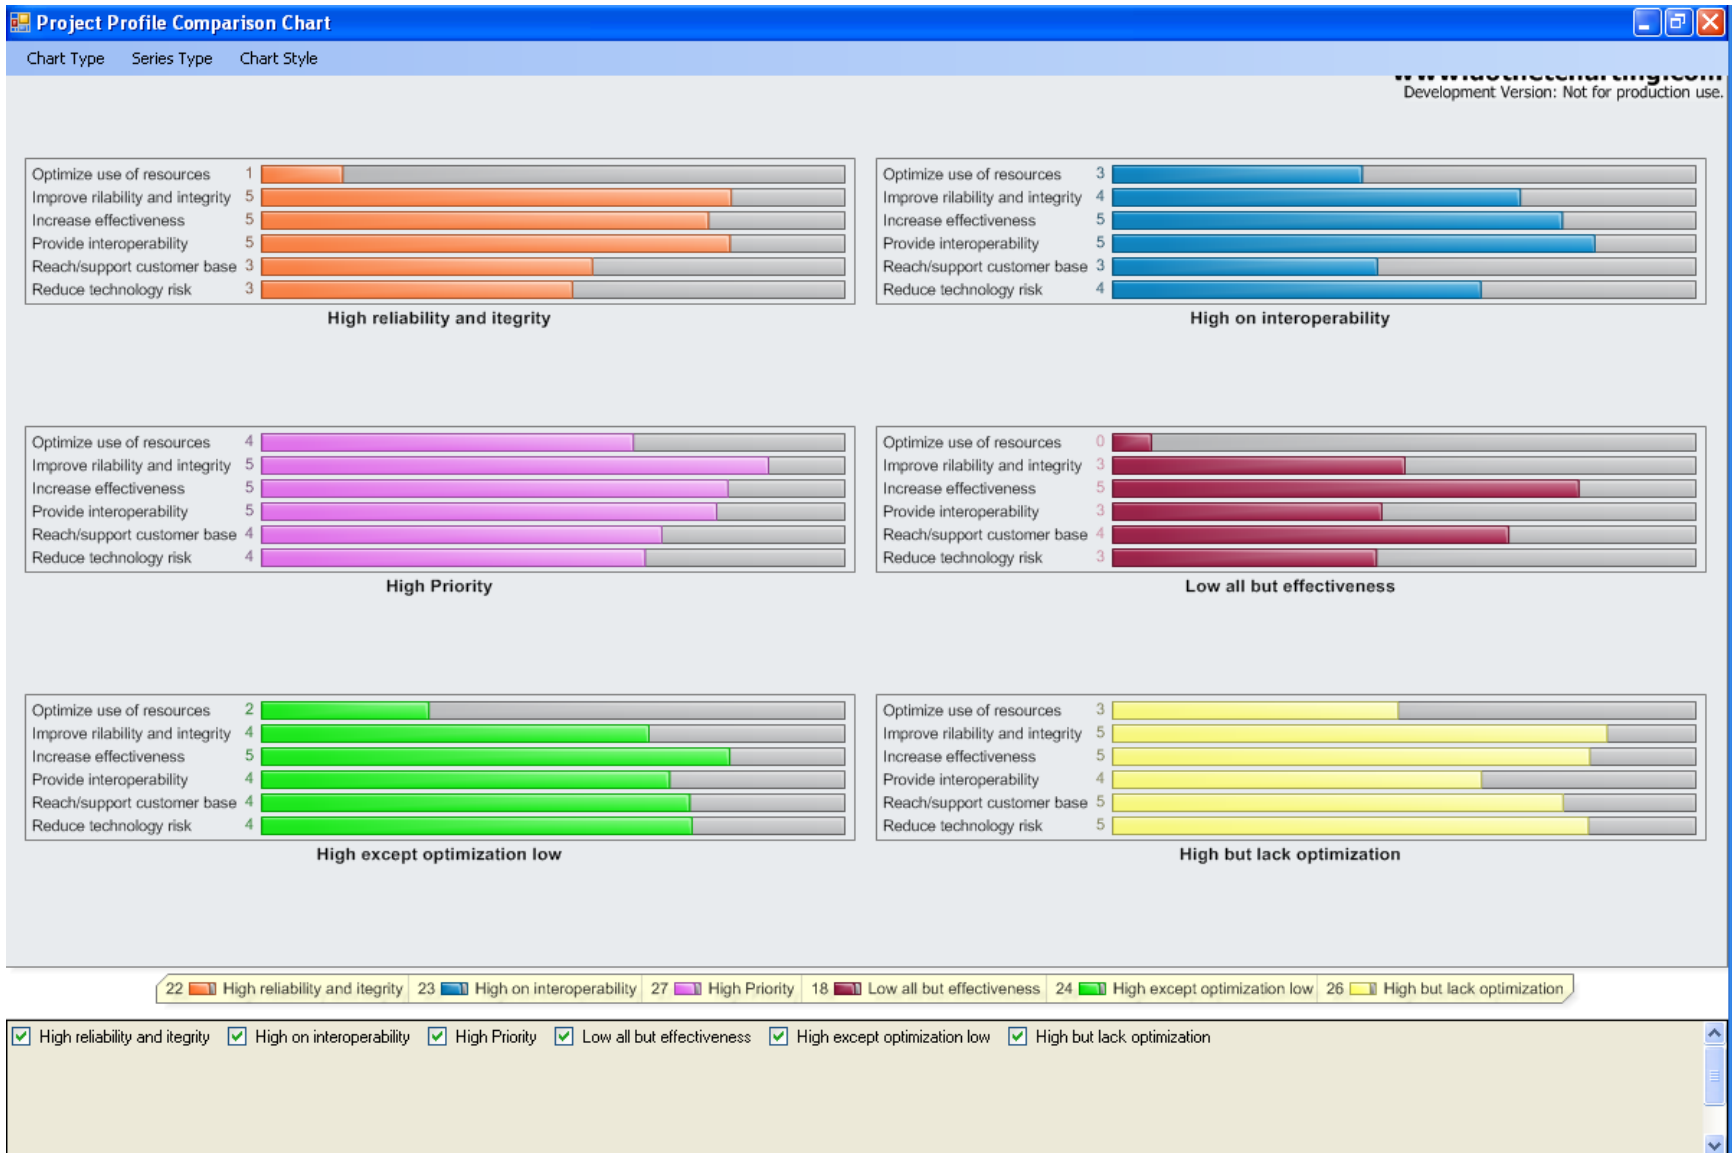 Project Profile Comparison Chart
Chart Type Series Type Chart Style
Development Version: Not for production use.
Optimize use of resources 1
Improve rilability and integrity 5
Increase effectiveness 5
Provide interoperability 5
Reach/support customer base 3
Reduce technology risk 3
High reliability and itegrity
Optimize use of resources 3
Improve rilability and integrity 4
Increase effectiveness 5
Provide interoperability 5
Reach/support customer base 3
Reduce technology risk 4
High on interoperability
Optimize use of resources 4
Improve rilability and integrity 5
Increase effectiveness 5
Provide interoperability 5
Reach/support customer base 4
Reduce technology risk 4
High Priority
Optimize use of resources 0
Improve rilability and integrity 3
Increase effectiveness 5
Provide interoperability 3
Reach/support customer base 4
Reduce technology risk 3
Low all but effectiveness
Optimize use of resources 2
Improve rilability and integrity 4
Increase effectiveness 5
Provide interoperability 4
Reach/support customer base 4
Reduce technology risk 4
High except optimization low
Optimize use of resources 3
Improve rilability and integrity 5
Increase effectiveness 5
Provide interoperability 4
Reach/support customer base 5
Reduce technology risk 5
High but lack optimization
22 High reliability and itegrity 23 High on interoperability 27 High Priority 18 Low all but effectiveness 24 High except optimization low 26 High but lack optimization
High reliability and itegrity High on interoperability High Priority Low all but effectiveness High except optimization low High but lack optimization